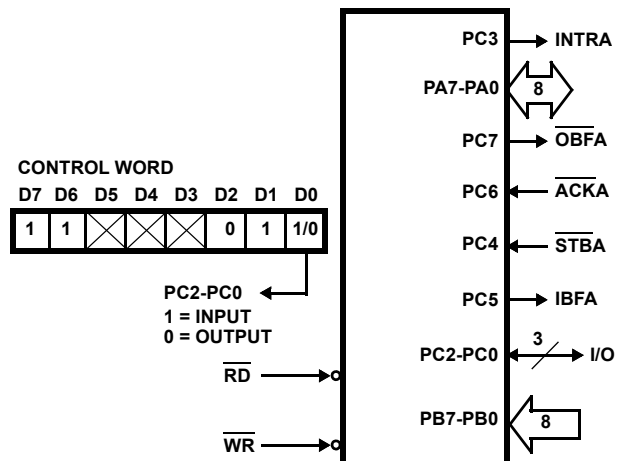 CONTROL WORD
D7 D6 D5 D4 D3 D2 D1 D0
1 1 0 1 1/0
PC2-PC0
1 = INPUT
0 = OUTPUT
RD
WR
PC3 INTRA
PA7-PA0 8
PC7 OBFA
PC6 ACKA
PC4 STBA
PC5 IBFA
PC2-PC0 3 I/O
PB7-PB0 8